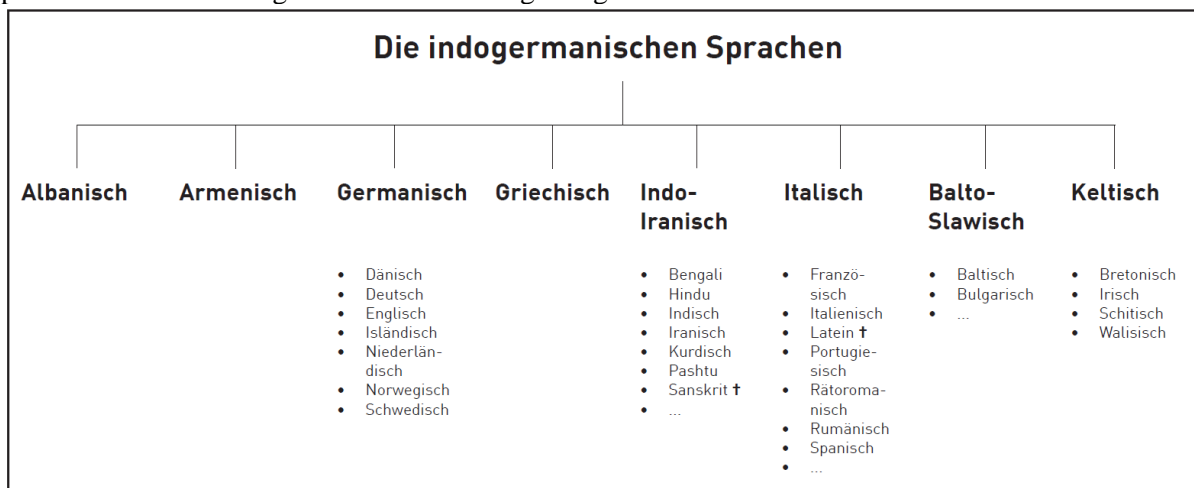 Die indogermanischen Sprachen
Albanisch
Armenisch
Germanisch
• Dänisch
• Deutsch
• Englisch
• Isländisch
• Niederlän-
disch
• Norwegisch
• Schwedisch
Griechisch
Indo-
Iranisch
• Bengali
• Hindu
• Indisch
• Iranisch
• Kurdisch
• Pashtu
• Sanskrit †
• ...
Italisch
• Franzö-
sisch
• Italienisch
• Latein †
• Portugie-
sisch
• Rätoroma-
nisch
• Rumänisch
• Spanisch
• ...
Balto-
Slawisch
• Baltisch
• Bulgarisch
• ...
Keltisch
• Bretonisch
• Irisch
• Schitisch
• Walisisch